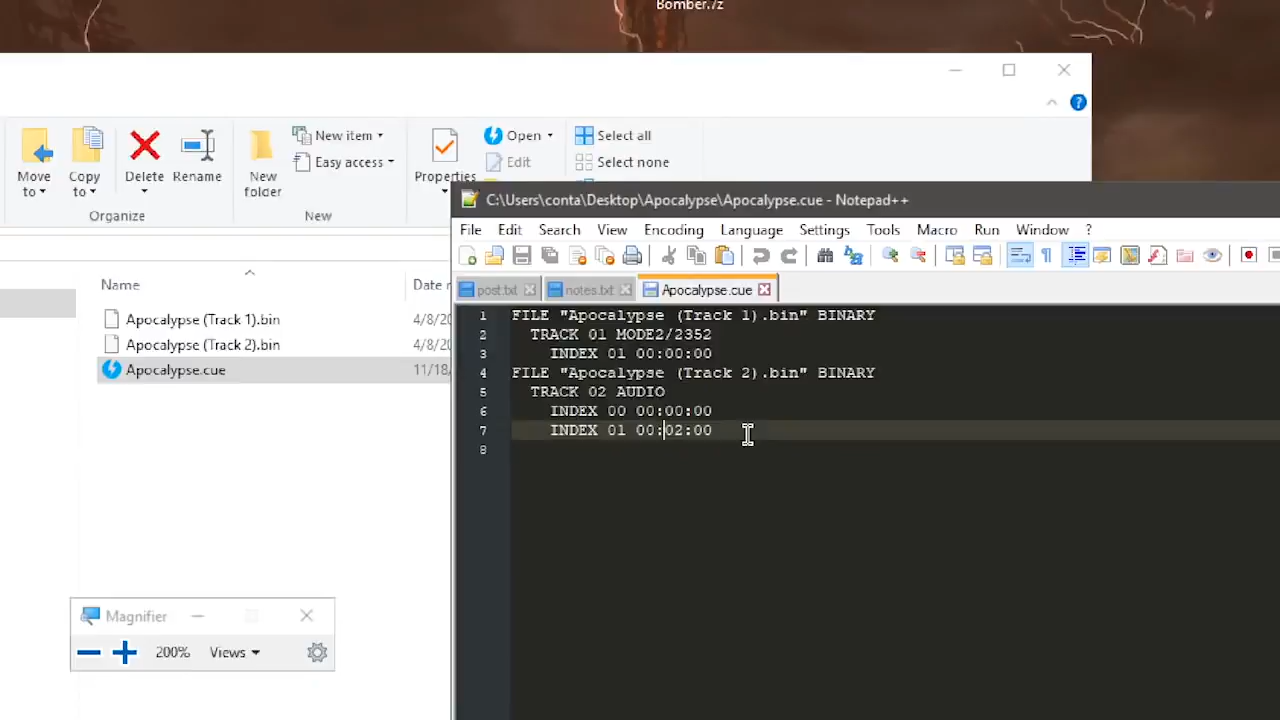 Bomber.7z
Move to
Copy to
Delete
Rename
Organize
New folder
New item
Easy access
New
Properties
Open
Edit
Select all
Select none
Name
Date
Apocalypse (Track 1).bin
4/8/20
Apocalypse (Track 2).bin
4/8/20
Apocalypse.cue
11/18,
Magnifier
200% Views
C:\Users\conta\Desktop\Apocalypse\Apocalypse.cue - Notepad++
File Edit Search View Encoding Language Settings Tools Macro Run Window ?
post.txt notes.txt Apocalypse.cue
1 FILE "Apocalypse (Track 1).bin" BINARY
2 TRACK 01 MODE2/2352
3 INDEX 01 00:00:00
4 FILE "Apocalypse (Track 2).bin" BINARY
5 TRACK 02 AUDIO
6 INDEX 00 00:00:00
7 INDEX 01 00:02:00
8